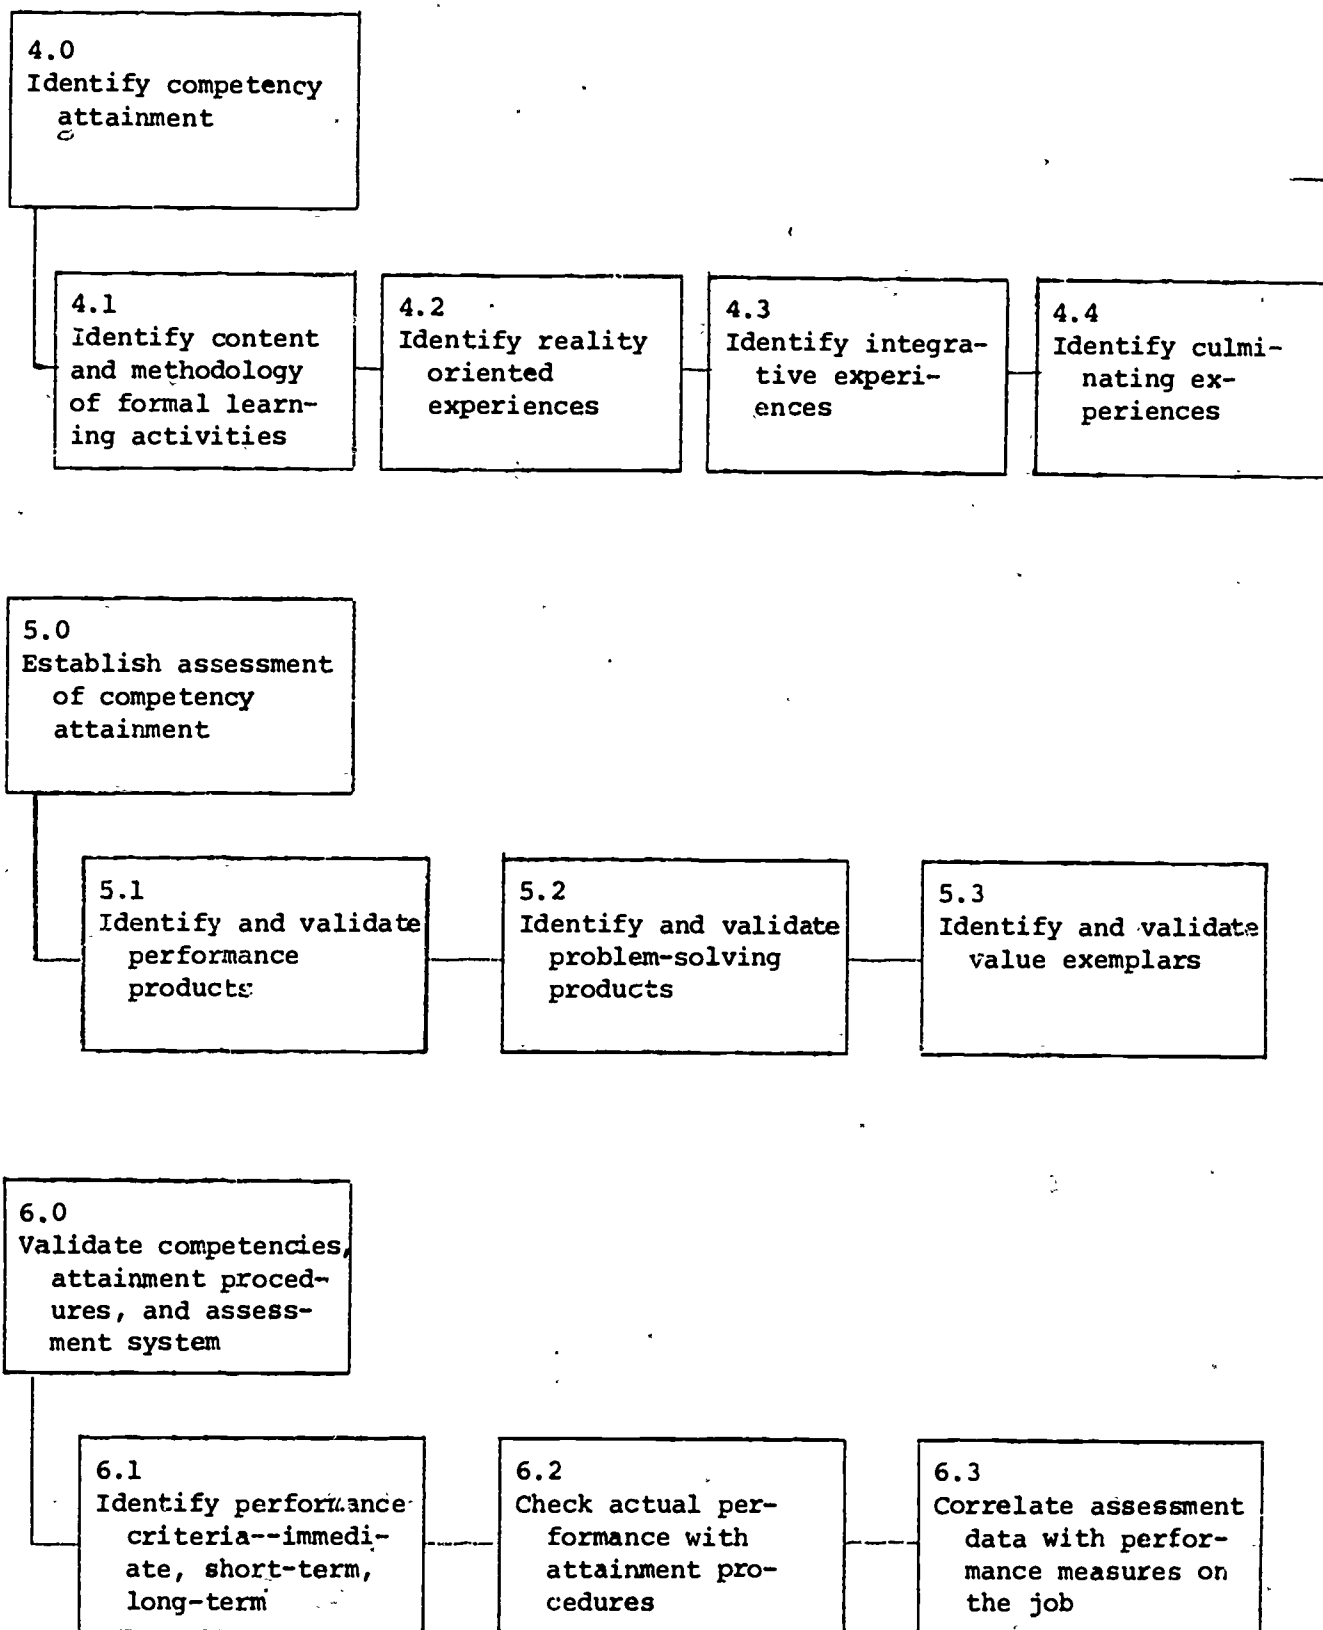 4.0
Identify competency
attainment
4.1
Identify content
and methodology
of formal learn-
ing activities
4.2
Identify reality
oriented
experiences
4.3
Identify integra-
tive experi-
ences
4.4
Identify culmi-
nating ex-
periences
5.0
Establish assessment
of competency
attainment
5.1
Identify and validate
performance
products
5.2
Identify and validate
problem-solving
products
5.3
Identify and validate
value exemplars
6.0
Validate competencies,
attainment proced-
ures, and assess-
ment system
6.1
Identify performance
criteria--immedi-
ate, short-term,
long-term
6.2
Check actual per-
formance with
attainment pro-
cedures
6.3
Correlate assessment
data with perfor-
mance measures on
the job